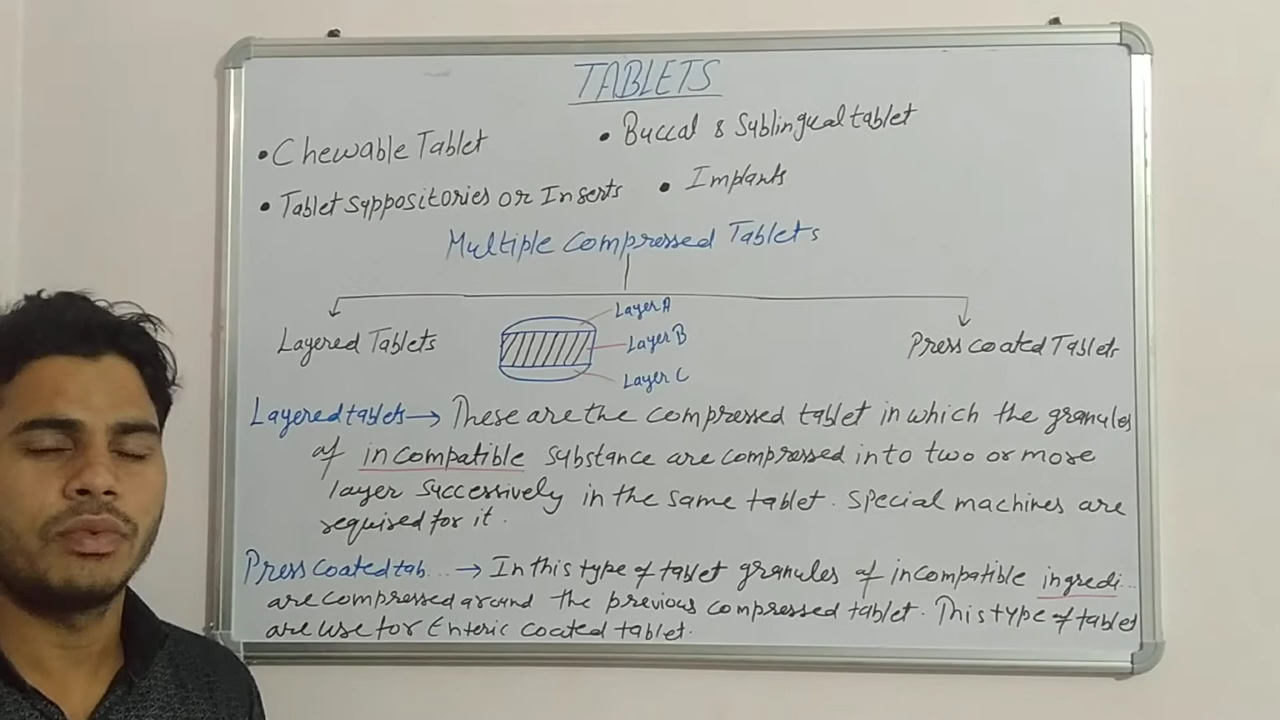 TABLETS
• Chewable Tablet
• Buccal & Sublingual tablet
• Tablet Suppositories or Inserts
• Implants
Multiple Compressed Tablets
Layered Tablets
Layer A
Layer B
Layer C
Press coated Tablets
Layered tablets → These are the compressed tablet in which the granules
of incompatible substance are compressed into two or more
layer successively in the same tablet. Special machines are
required for it.
Press Coated tab... → In this type of tablet granules of incompatible ingredi...
are compressed around the previous compressed tablet. This type of tablet
are use for Enteric coated tablet.